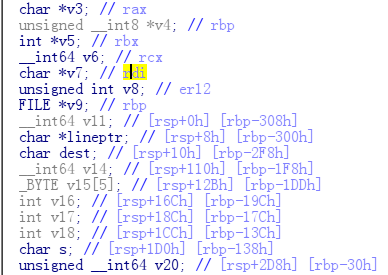 char *v3; // rax
unsigned __int8 *v4; // rbp
int *v5; // rbx
__int64 v6; // rcx
char *v7; // rdi
unsigned int v8; // er12
FILE *v9; // rbp
__int64 v11; // [rsp+0h] [rbp-308h]
char *lineptr; // [rsp+8h] [rbp-300h]
char dest; // [rsp+10h] [rbp-2F8h]
__int64 v14; // [rsp+110h] [rbp-1F8h]
_BYTE v15[5]; // [rsp+12Bh] [rbp-1DDh]
int v16; // [rsp+16Ch] [rbp-19Ch]
int v17; // [rsp+18Ch] [rbp-17Ch]
int v18; // [rsp+1CCh] [rbp-13Ch]
char s; // [rsp+1D0h] [rbp-138h]
unsigned __int64 v20; // [rsp+2D8h] [rbp-30h]